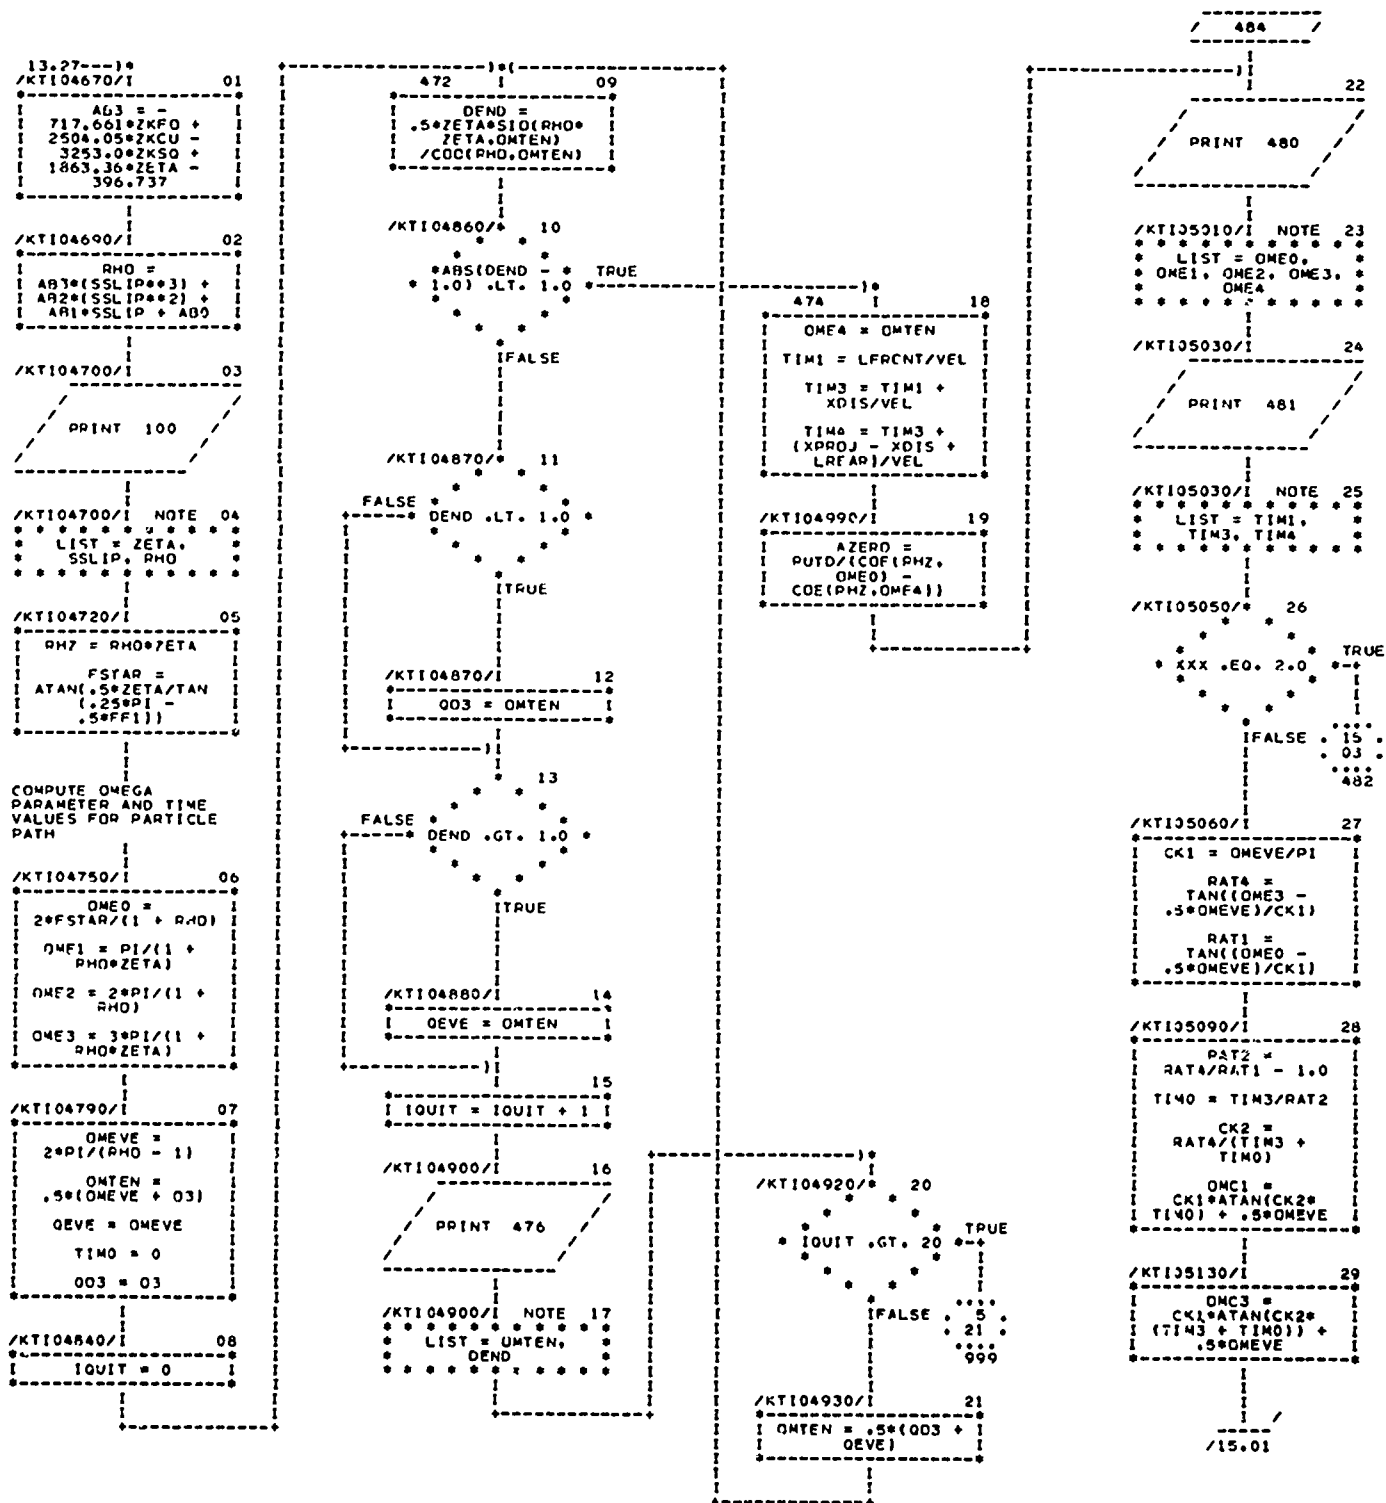 13.27---)*
/KTI04670/I 01
AB3 = -
717.661*ZKFO +
2504.05*ZKCU -
3253.0*ZKSQ +
1863.36*ZETA -
396.737
/KTI04690/I 02
RHO =
AB3*(SSLIP**3) +
AB2*(SSLIP**2) +
AB1*SSLIP + AB0
/KTI04700/I 03
PRINT 100
/KTI04700/I NOTE 04
LIST = ZETA,
SSLIP, RHO
/KTI04720/I 05
RHZ = RHO*ZETA
FSTAR =
ATAN(.5*ZETA/TAN
(.25*PI -
.5*FF1))
COMPUTE OMEGA
PARAMETER AND TIME
VALUES FOR PARTICLE
PATH
/KTI04750/I 06
OME0 =
2*FSTAR/(1 + RHO)
OME1 = PI/(1 +
RHO*ZETA)
OME2 = 2*PI/(1 +
RHO)
OME3 = 3*PI/(1 +
RHO*ZETA)
/KTI04790/I 07
OMEVE =
2*PI/(RHO - 1)
OMTEN =
.5*(OMEVE + O3)
QEVE = OMEVE
TIM0 = 0
QO3 = O3
/KTI04840/I 08
IQUIT = 0
472 09
DEND =
.5*ZETA*SIO(RHO*
ZETA,OMTEN)
/COO(RHO,OMTEN)
/KTI04860/* 10
*ABS(DEND - *
* 1.0) .LT. 1.0 *
TRUE
FALSE
/KTI04870/* 11
FALSE
DEND .LT. 1.0
TRUE
/KTI04870/I 12
QO3 = OMTEN
13
FALSE
DEND .GT. 1.0
TRUE
/KTI04880/I 14
QEVE = OMTEN
15
IQUIT = IQUIT + 1
/KTI04900/I 16
PRINT 476
/KTI04900/I NOTE 17
LIST = OMTEN,
DEND
474 18
OME4 = OMTEN
TIM1 = LFRONT/VEL
TIM3 = TIM1 +
XDIS/VEL
TIM4 = TIM3 +
(XPROJ - XDIS +
LREAR)/VEL
/KTI04990/I 19
AZERO =
PUTD/(COE(RHZ,
OME0) -
COE(RHZ,OME4))
/KTI04920/* 20
IQUIT .GT. 20
TRUE
FALSE
5
21
999
/KTI04930/I 21
OMTEN = .5*(QO3 +
QEVE)
/ 484 /
22
PRINT 480
/KTI05010/I NOTE 23
LIST = OME0,
OME1, OME2, OME3,
OME4
/KTI05030/I 24
PRINT 481
/KTI05030/I NOTE 25
LIST = TIM1,
TIM3, TIM4
/KTI05050/* 26
XXX .EQ. 2.0
TRUE
FALSE
15
03
482
/KTI05060/I 27
CK1 = OMEVE/PI
RAT4 =
TAN((OME3 -
.5*OMEVE)/CK1)
RAT1 =
TAN((OME0 -
.5*OMEVE)/CK1)
/KTI05090/I 28
RAT2 =
RAT4/RAT1 - 1.0
TIM0 = TIM3/RAT2
CK2 =
RAT4/(TIM3 +
TIM0)
OMC1 =
CK1*ATAN(CK2*
TIM0) + .5*OMEVE
/KTI05130/I 29
OMC3 =
CK1*ATAN(CK2*
(TIM3 + TIM0)) +
.5*OMEVE
/15.01